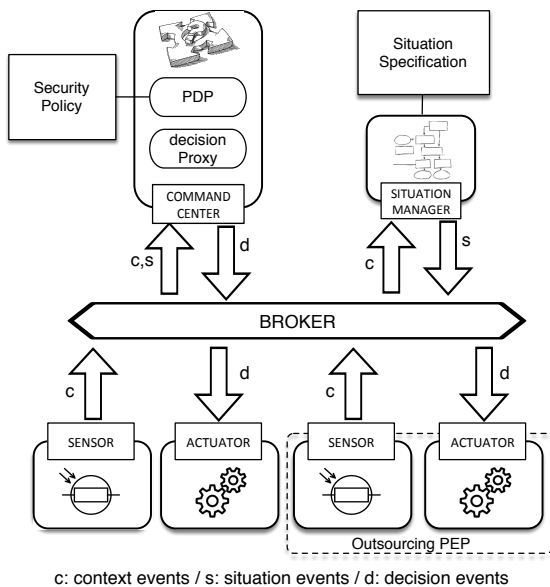 Security
Policy
PDP
decision
Proxy
COMMAND
CENTER
Situation
Specification
SITUATION
MANAGER
c,s
d
c
s
BROKER
c
d
c
d
SENSOR
ACTUATOR
SENSOR
ACTUATOR
Outsourcing PEP
c: context events / s: situation events / d: decision events